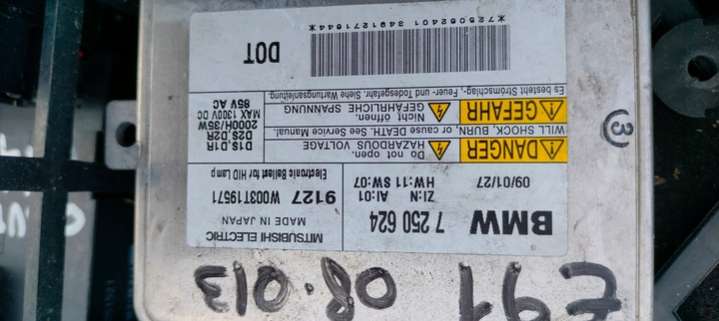 E91 08.013
MITSUBISHI ELECTRIC
MADE IN JAPAN
9127 W003T19571
Electronic Ballast for HID Lamp
D1S,D1R
D2S,D2R
2000H/35W
MAX 1300V DC
85V AC
BMW 7 250 624
ZI:N AI:01
09/01/27 HW:11 SW:07
DANGER
Do not open.
HAZARDOUS VOLTAGE
WILL SHOCK, BURN, or cause DEATH. See Service Manual.
GEFAHR
Nicht öffnen.
GEFÄHRLICHE SPANNUNG
Es besteht Stromschlag-, Feuer- und Todesgefahr. Siehe Wartungsanleitung.
DOT
3